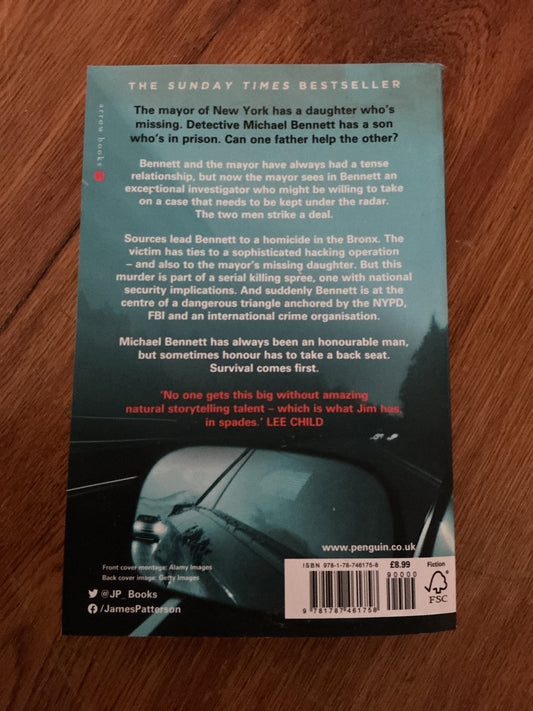 THE SUNDAY TIMES BESTSELLER
arrow books
The mayor of New York has a daughter who's
missing. Detective Michael Bennett has a son
who's in prison. Can one father help the other?
Bennett and the mayor have always had a tense
relationship, but now the mayor sees in Bennett an
exceptional investigator who might be willing to take
on a case that needs to be kept under the radar.
The two men strike a deal.
Sources lead Bennett to a homicide in the Bronx. The
victim has ties to a sophisticated hacking operation
– and also to the mayor's missing daughter. But this
murder is part of a serial killing spree, one with national
security implications. And suddenly Bennett is at the
centre of a dangerous triangle anchored by the NYPD,
FBI and an international crime organisation.
Michael Bennett has always been an honourable man,
but sometimes honour has to take a back seat.
Survival comes first.
'No one gets this big without amazing
natural storytelling talent – which is what Jim has,
in spades.' LEE CHILD
www.penguin.co.uk
Front cover montage: Alamy Images
Back cover image: Getty Images
@JP_Books
/JamesPatterson
ISBN 978-1-78-746175-8
£8.99
Fiction
90000
9 781787 461758
FSC